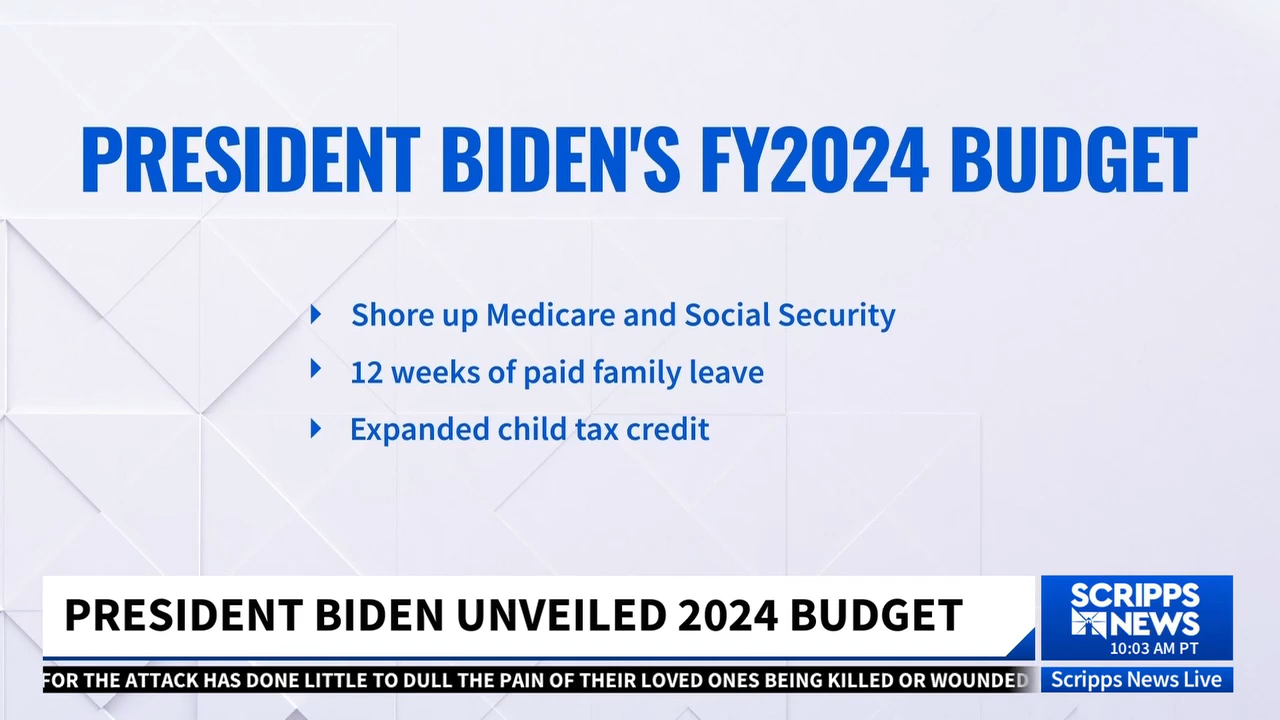 PRESIDENT BIDEN'S FY2024 BUDGET
Shore up Medicare and Social Security
12 weeks of paid family leave
Expanded child tax credit
PRESIDENT BIDEN UNVEILED 2024 BUDGET
SCRIPPS
NEWS
10:03 AM PT
FOR THE ATTACK HAS DONE LITTLE TO DULL THE PAIN OF THEIR LOVED ONES BEING KILLED OR WOUNDED
Scripps News Live